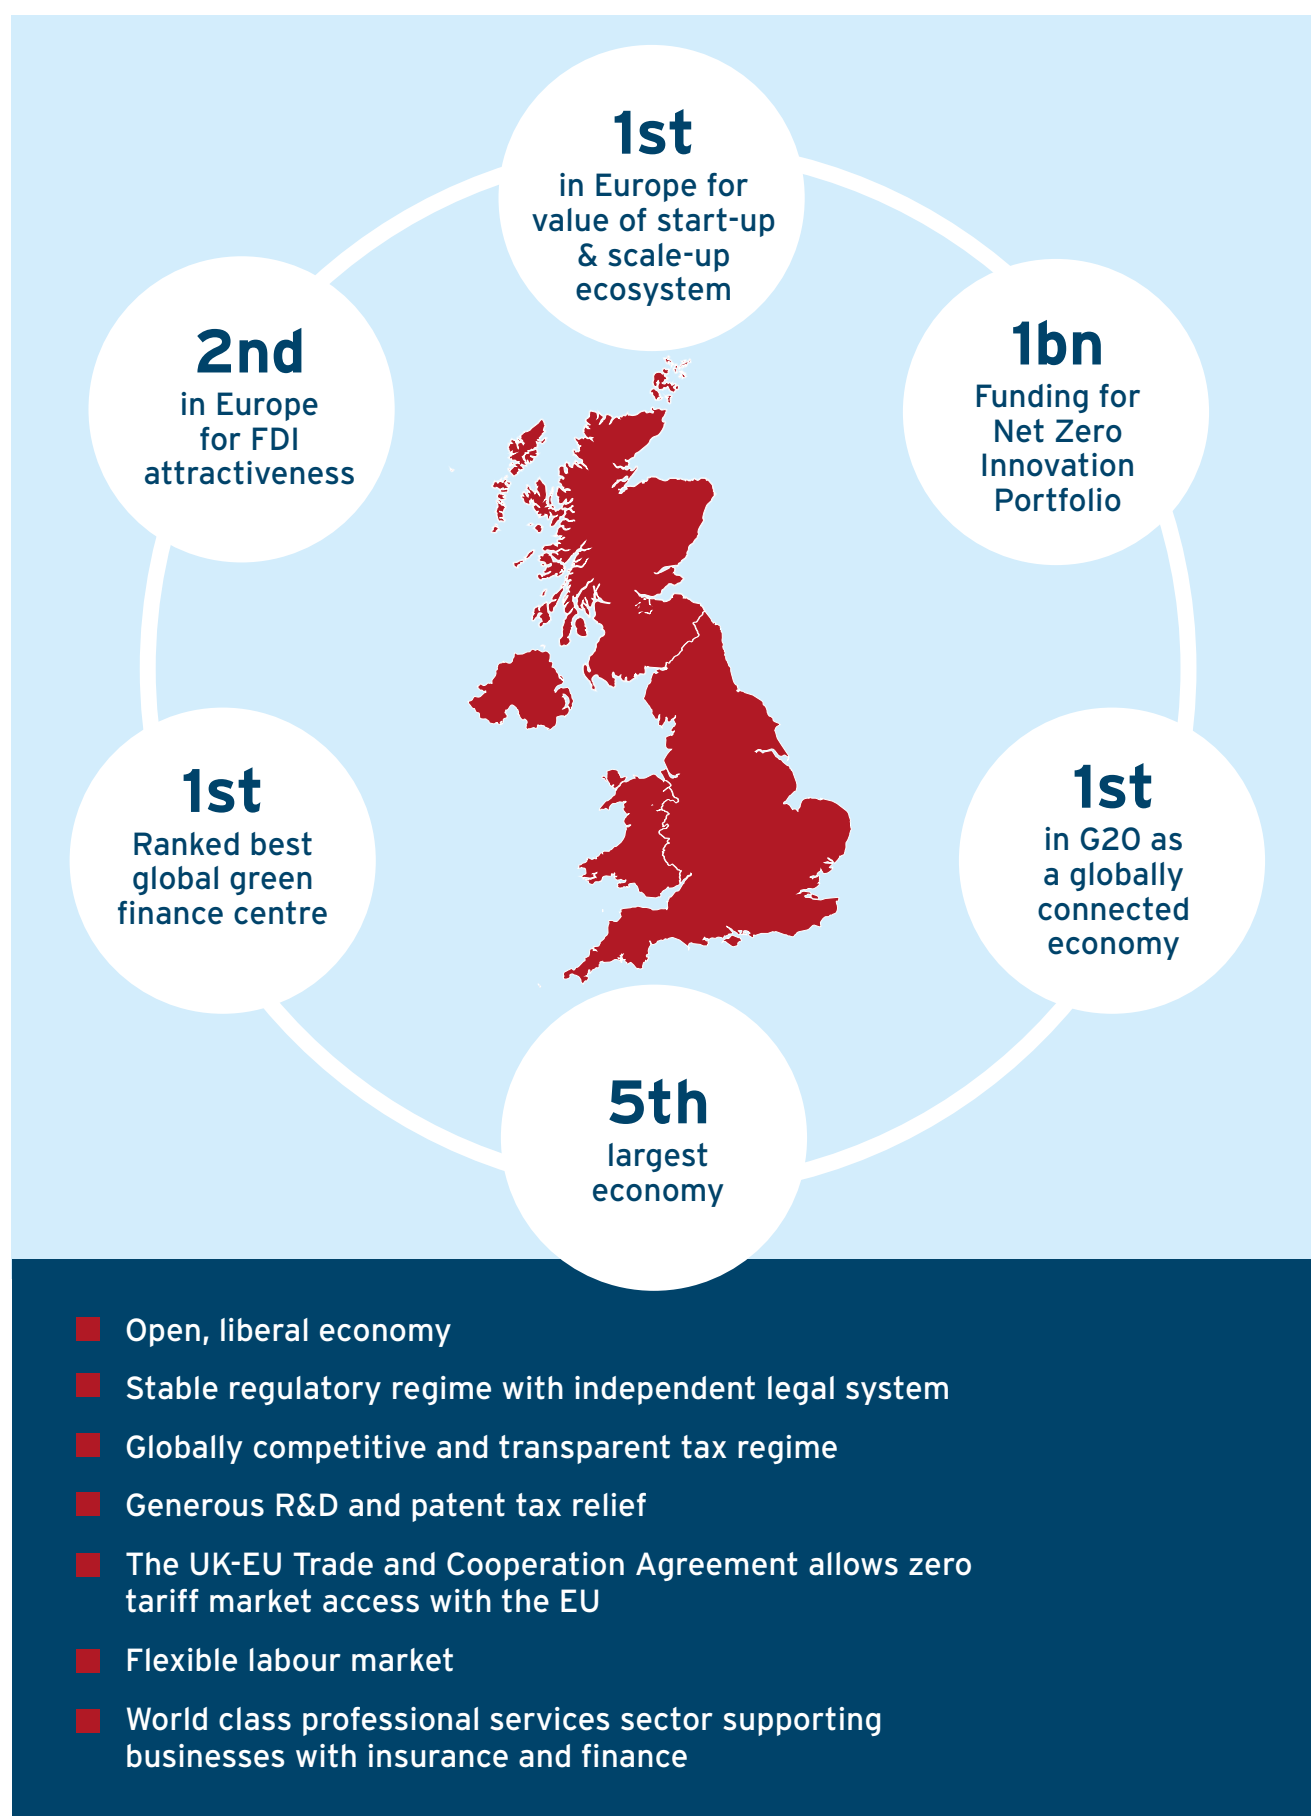 1st
in Europe for
value of start-up
& scale-up
ecosystem
2nd
in Europe
for FDI
attractiveness
1bn
Funding for
Net Zero
Innovation
Portfolio
1st
Ranked best
global green
finance centre
1st
in G20 as
a globally
connected
economy
5th
largest
economy
Open, liberal economy
Stable regulatory regime with independent legal system
Globally competitive and transparent tax regime
Generous R&D and patent tax relief
The UK-EU Trade and Cooperation Agreement allows zero
tariff market access with the EU
Flexible labour market
World class professional services sector supporting
businesses with insurance and finance